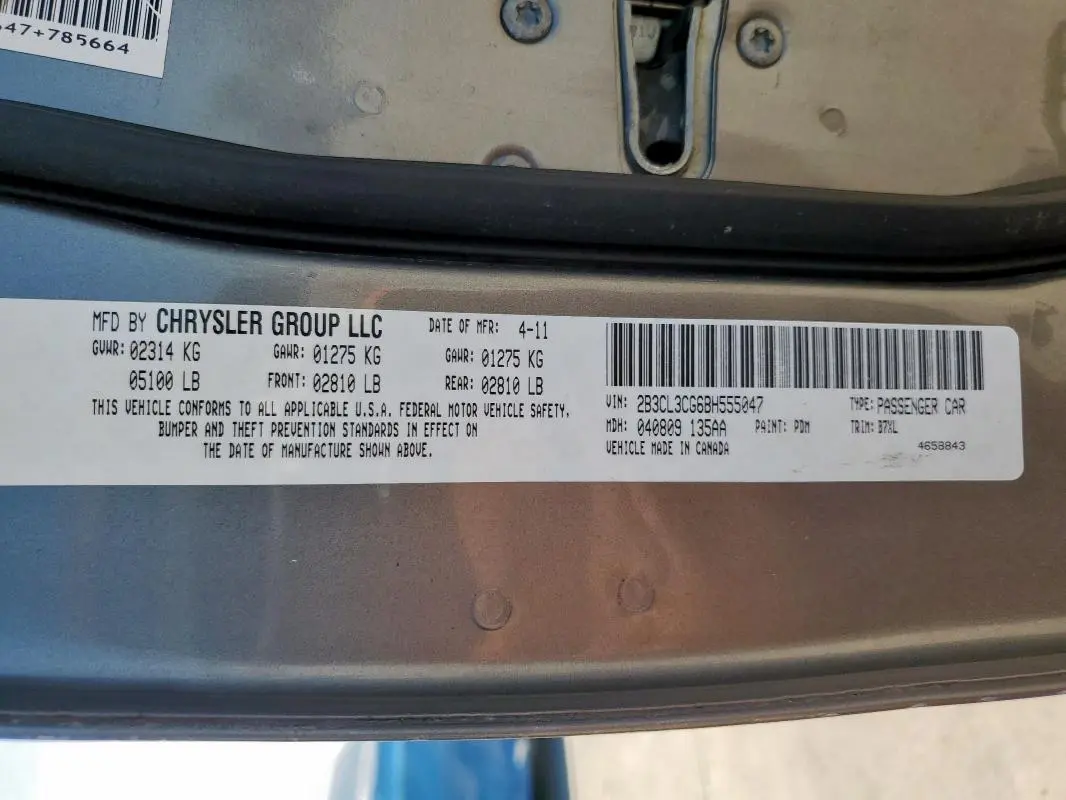 647+785664
MFD BY CHRYSLER GROUP LLC DATE OF MFR: 4-11
GVWR: 02314 KG GAWR: 01275 KG GAWR: 01275 KG
05100 LB FRONT: 02810 LB REAR: 02810 LB
THIS VEHICLE CONFORMS TO ALL APPLICABLE U.S.A. FEDERAL MOTOR VEHICLE SAFETY,
BUMPER AND THEFT PREVENTION STANDARDS IN EFFECT ON
THE DATE OF MANUFACTURE SHOWN ABOVE.
VIN: 2B3CL3CG6BH555047 TYPE: PASSENGER CAR
MDH: 040809 135AA PAINT: PDM TRIM: B7XL
VEHICLE MADE IN CANADA 4658843